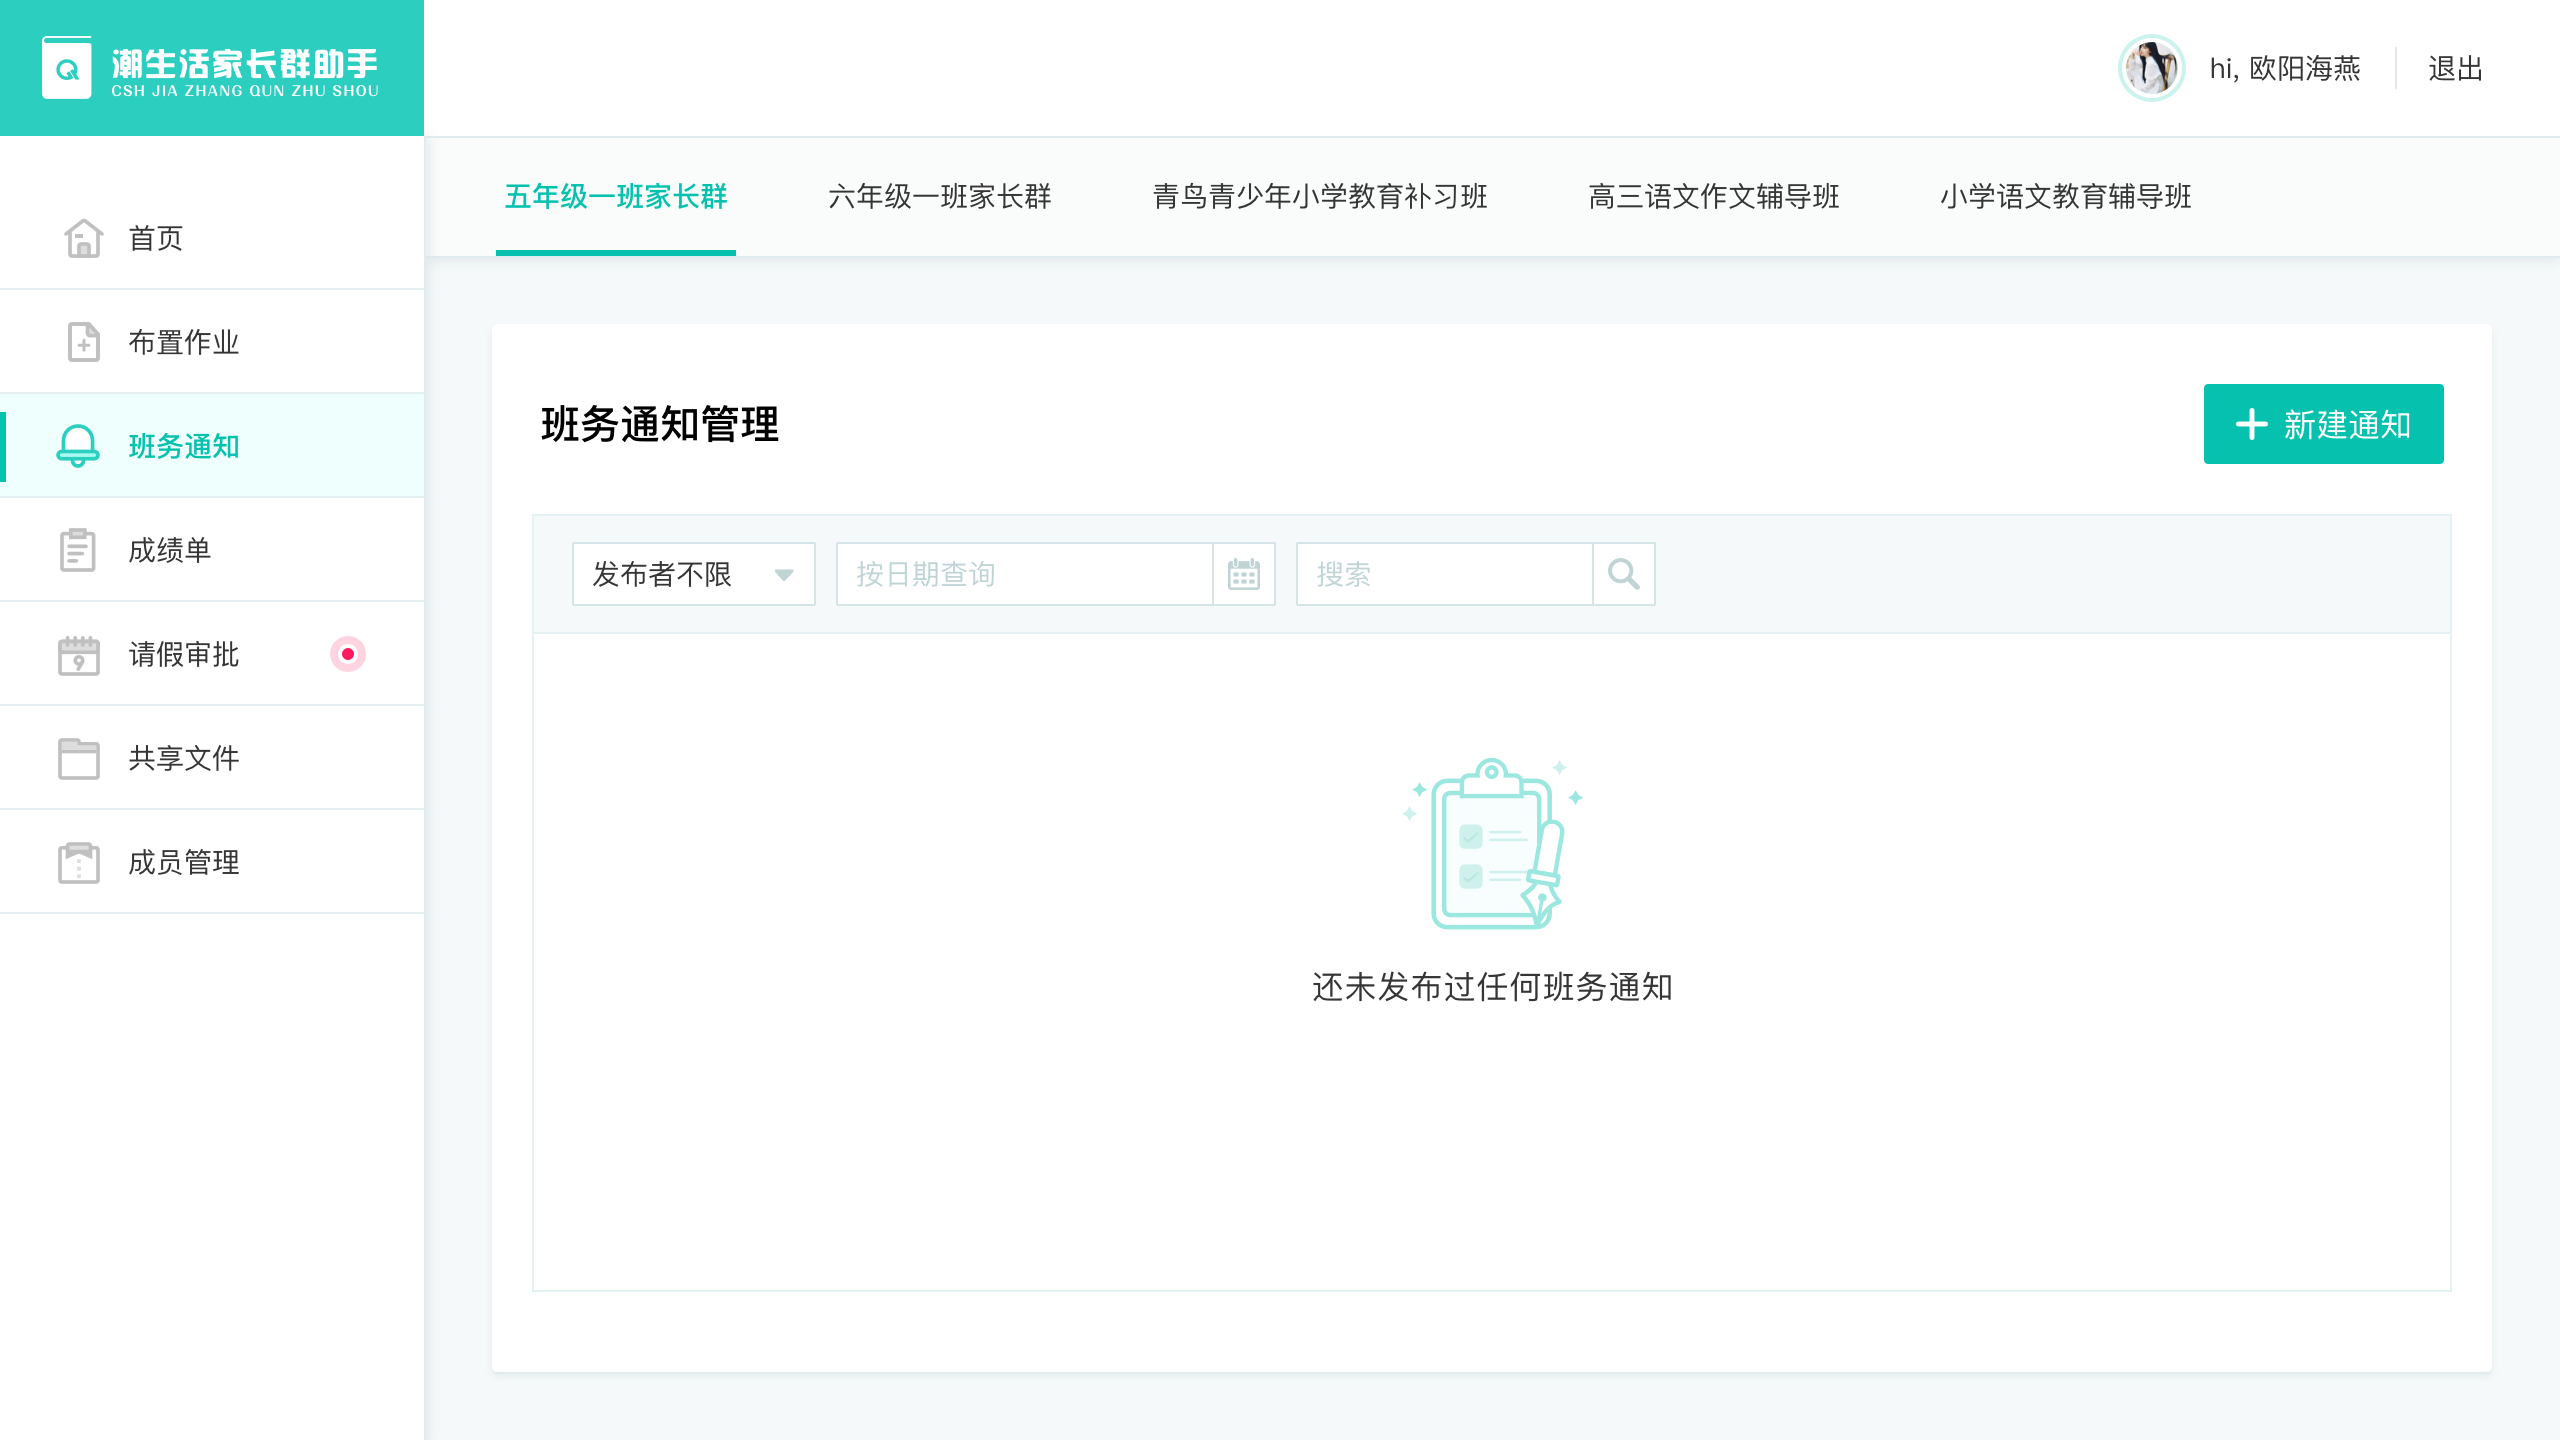 潮生活家长群助手
CSH JIA ZHANG QUN ZHU SHOU
hi, 欧阳海燕
退出
首页
布置作业
班务通知
成绩单
请假审批
共享文件
成员管理
五年级一班家长群
六年级一班家长群
青鸟青少年小学教育补习班
高三语文作文辅导班
小学语文教育辅导班
班务通知管理
新建通知
发布者不限
按日期查询
搜索
还未发布过任何班务通知